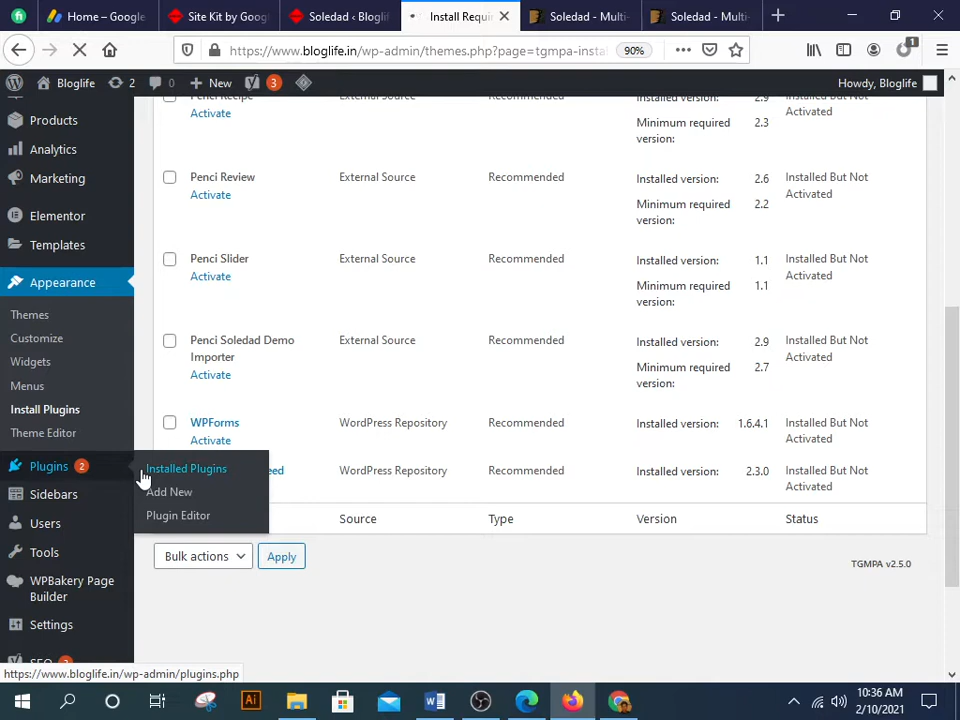 Home – Google
Site Kit by Goog
Soledad ‹ Blogli
Install Requi
Soledad - Multi-
Soledad - Multi-
https://www.bloglife.in/wp-admin/themes.php?page=tgmpa-insta
90%
Bloglife
2
0
New
3
Howdy, Bloglife
1
Products
Analytics
Marketing
Elementor
Templates
Appearance
Themes
Customize
Widgets
Menus
Install Plugins
Theme Editor
Plugins 2
Sidebars
Users
Tools
WPBakery Page
Builder
Settings
SEO
Installed Plugins
Add New
Plugin Editor
Penci Recipe External Source Recommended Installed version: 2.9 Installed But Not
Activate Activated
Minimum required 2.3
version:
Penci Review External Source Recommended Installed version: 2.6 Installed But Not
Activate Activated
Minimum required 2.2
version:
Penci Slider External Source Recommended Installed version: 1.1 Installed But Not
Activate Activated
Minimum required 1.1
version:
Penci Soledad Demo External Source Recommended Installed version: 2.9 Installed But Not
Importer Activated
Activate Minimum required 2.7
version:
WPForms WordPress Repository Recommended Installed version: 1.6.4.1 Installed But Not
Activate Activated
eed WordPress Repository Recommended Installed version: 2.3.0 Installed But Not
Activated
Source Type Version Status
Bulk actions Apply
TGMPA v2.5.0
https://www.bloglife.in/wp-admin/plugins.php
Ai
10:36 AM
2/10/2021